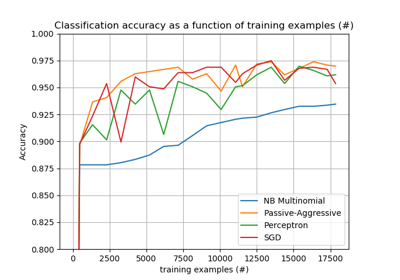 Classification accuracy as a function of training examples (#)
1.000
0.975
0.950
0.925
0.900
0.875
0.850
0.825
0.800
Accuracy
NB Multinomial
Passive-Aggressive
Perceptron
SGD
0 2500 5000 7500 10000 12500 15000 17500
training examples (#)